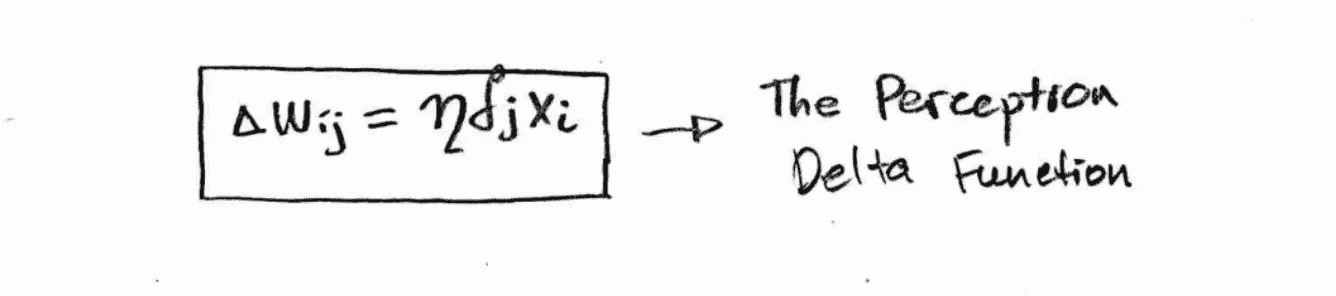 ΔWij = ηδjxi → The Perceptron
Delta Function